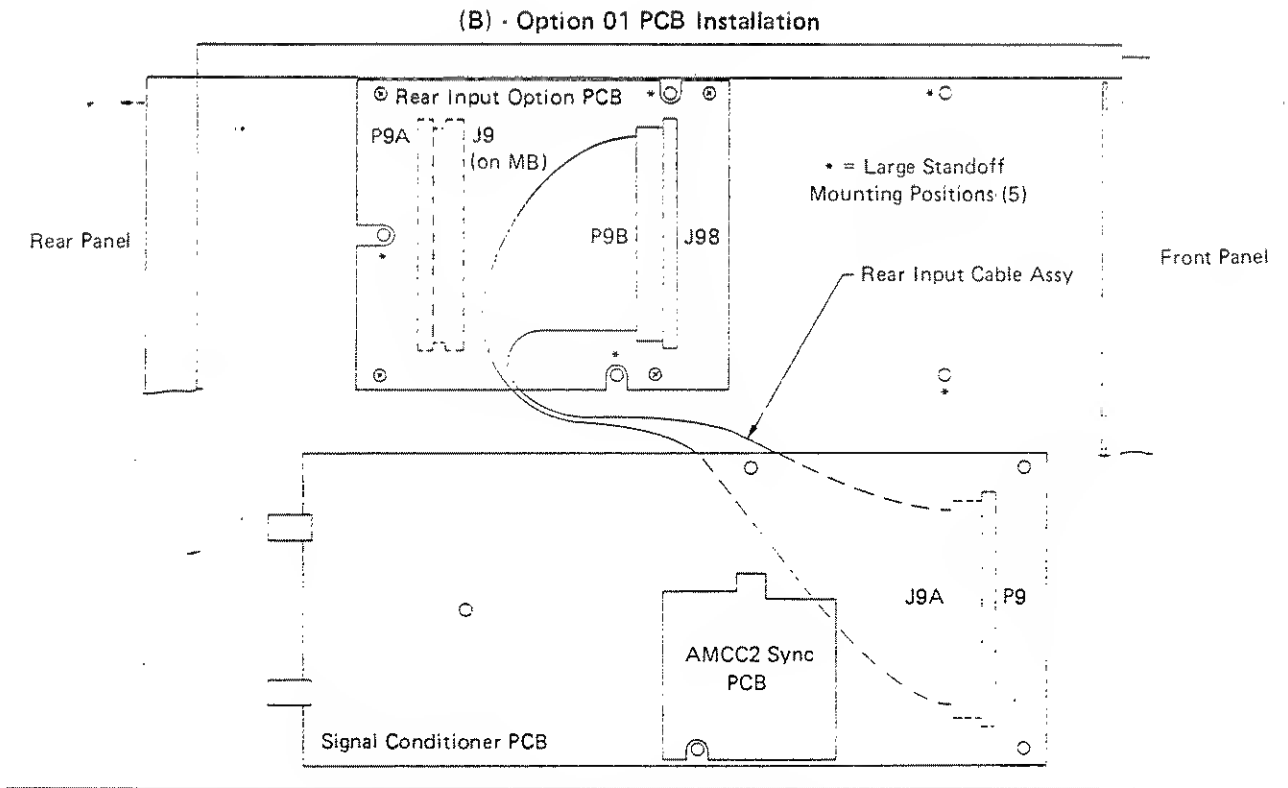 (B) - Option 01 PCB Installation
Rear Input Option PCB
*
*
P9A
J9
(on MB)
* = Large Standoff
Mounting Positions (5)
Rear Panel
P9B
J98
Front Panel
*
Rear Input Cable Assy
*
*
J9A
P9
AMCC2 Sync
PCB
Signal Conditioner PCB